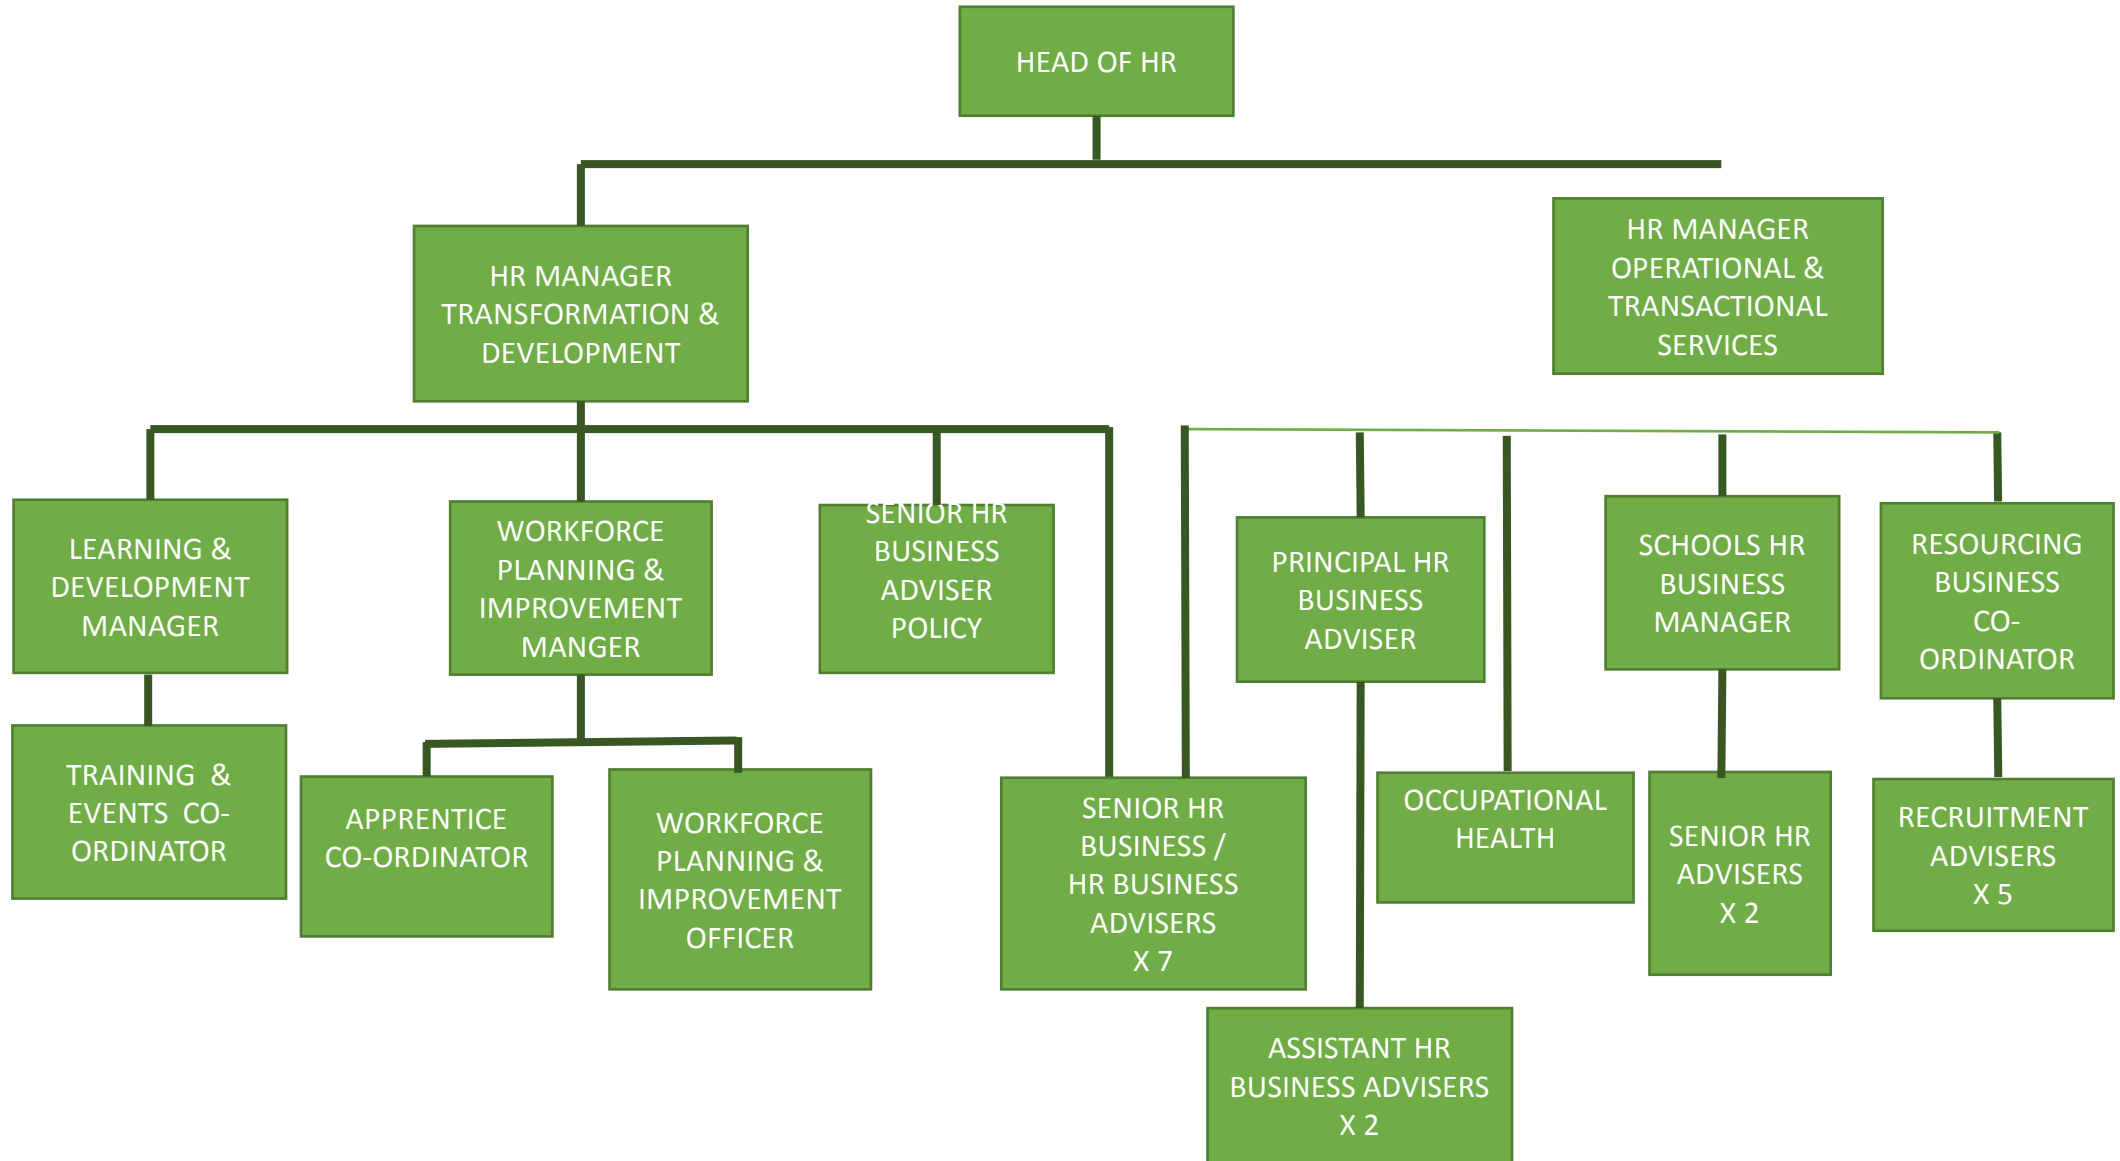 HEAD OF HR
HR MANAGER
TRANSFORMATION &
DEVELOPMENT
HR MANAGER
OPERATIONAL &
TRANSACTIONAL
SERVICES
LEARNING &
DEVELOPMENT
MANAGER
WORKFORCE
PLANNING &
IMPROVEMENT
MANGER
SENIOR HR
BUSINESS
ADVISER
POLICY
PRINCIPAL HR
BUSINESS
ADVISER
SCHOOLS HR
BUSINESS
MANAGER
RESOURCING
BUSINESS
CO-
ORDINATOR
TRAINING & 
EVENTS CO-
ORDINATOR
APPRENTICE
CO-ORDINATOR
WORKFORCE
PLANNING &
IMPROVEMENT
OFFICER
SENIOR HR
BUSINESS /
HR BUSINESS
ADVISERS
X 7
OCCUPATIONAL
HEALTH
SENIOR HR
ADVISERS
X 2
RECRUITMENT
ADVISERS
X 5
ASSISTANT HR
BUSINESS ADVISERS
X 2